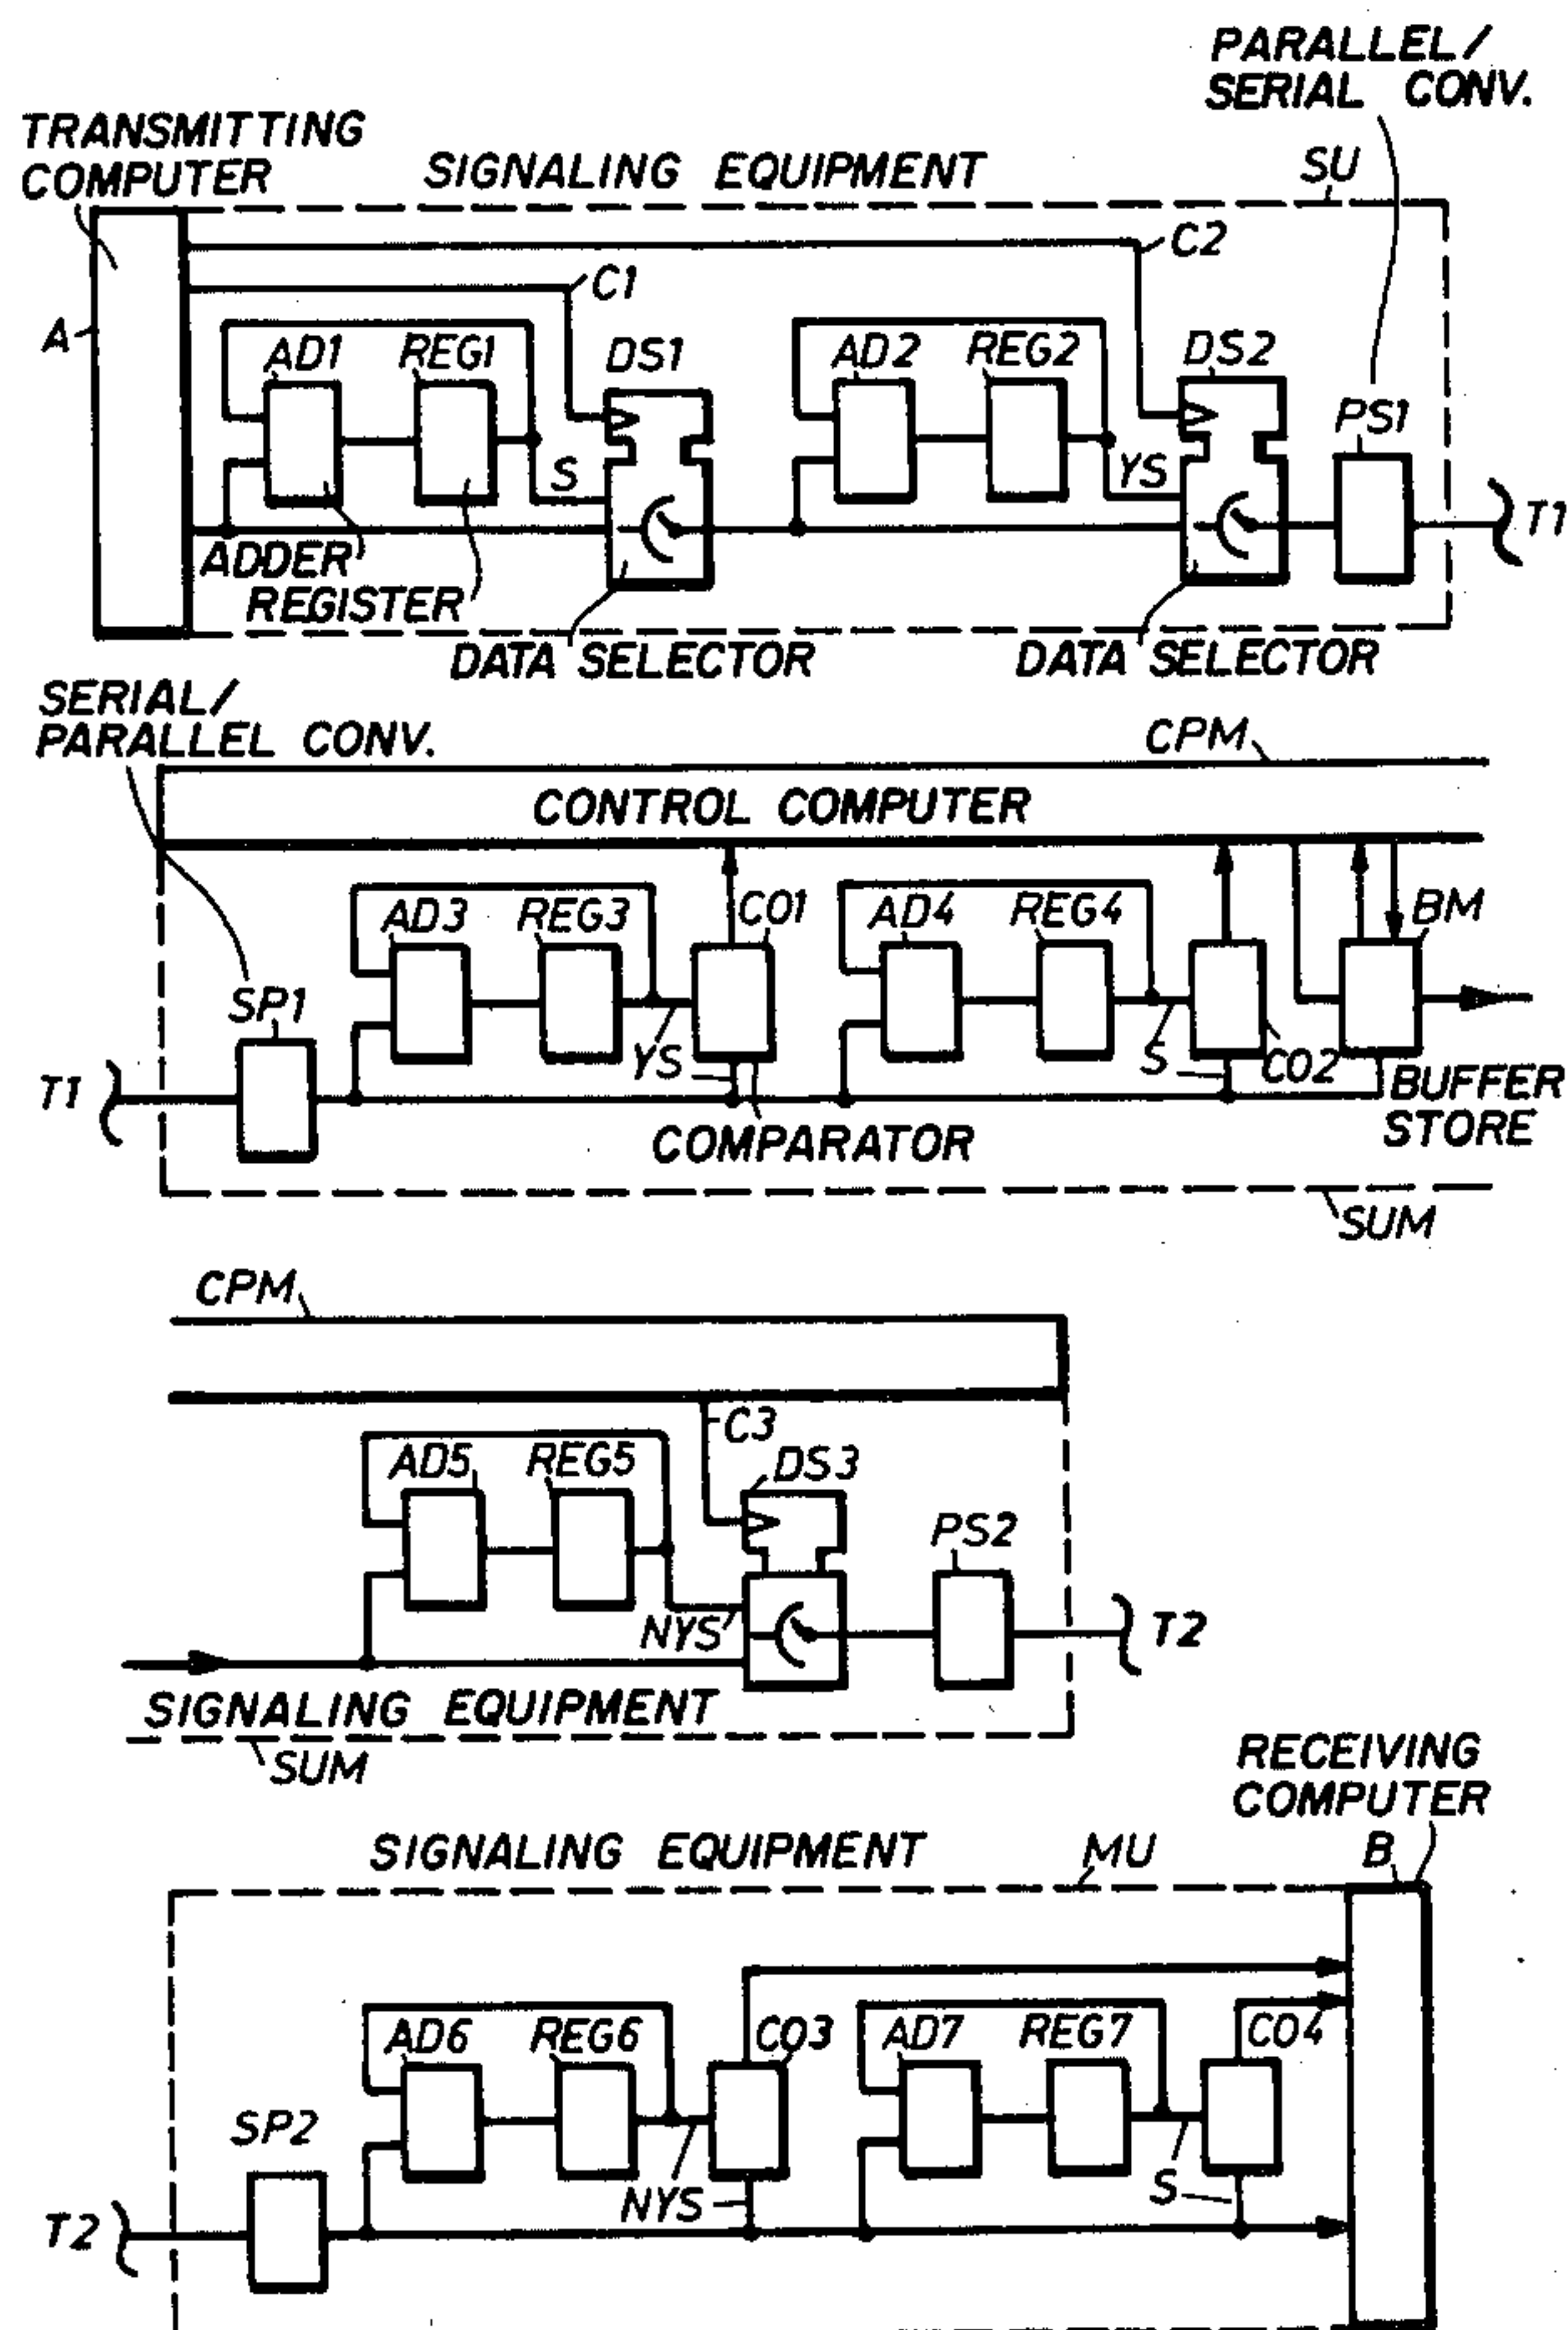 PARALLEL/
SERIAL CONV.
TRANSMITTING
COMPUTER
SIGNALING EQUIPMENT
SU
C2
C1
A
AD1
REG1
DS1
AD2
REG2
DS2
PS1
S
YS
T1
ADDER
REGISTER
DATA SELECTOR
DATA SELECTOR
SERIAL/
PARALLEL CONV.
CPM
CONTROL COMPUTER
AD3
REG3
CO1
AD4
REG4
BM
SP1
YS
S
CO2
T1
BUFFER
STORE
COMPARATOR
SUM
CPM
C3
AD5
REG5
DS3
PS2
NYS
T2
SIGNALING EQUIPMENT
SUM
RECEIVING
COMPUTER
SIGNALING EQUIPMENT
MU
B
AD6
REG6
CO3
AD7
REG7
CO4
SP2
NYS
S
T2